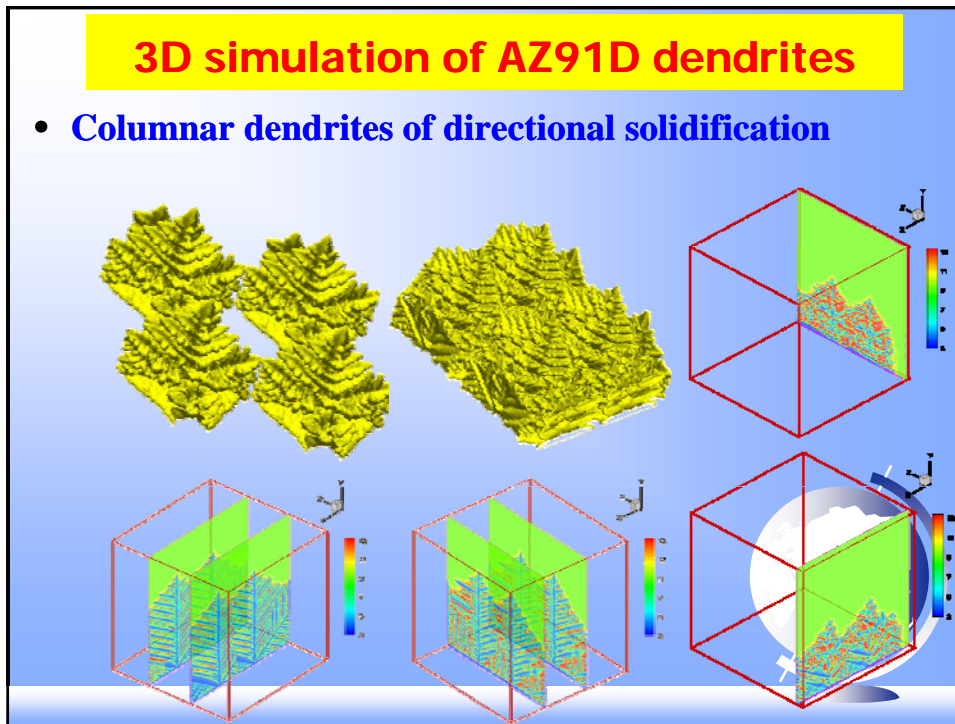 3D simulation of AZ91D dendrites
• Columnar dendrites of directional solidification